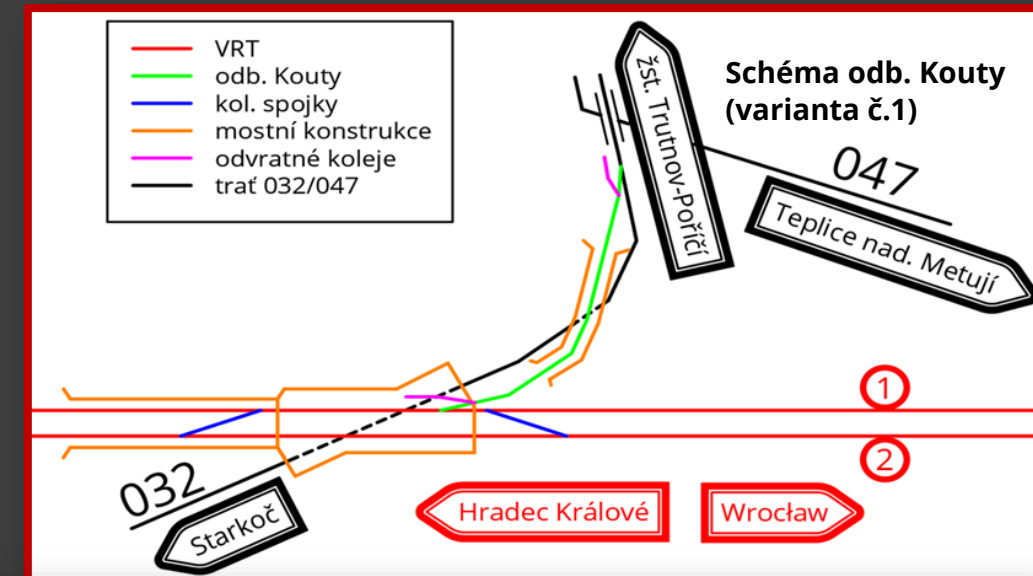 VRT
odb. Kouty
kol. spojky
mostní konstrukce
odvratné koleje
trať 032/047
Schéma odb. Kouty
(varianta č.1)
žst. Trutnov-Poříčí
047
Teplice nad. Metují
1
2
032
Starkoč
Hradec Králové
Wrocław